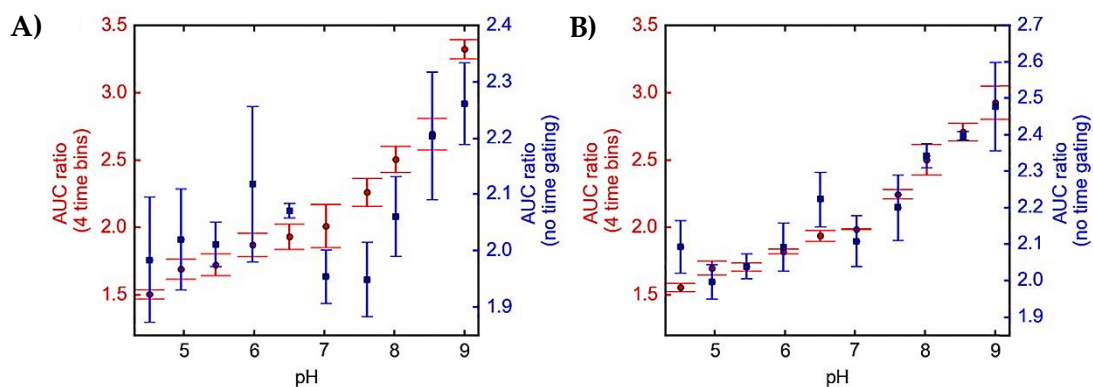 A)
3.5
3.0
2.5
2.0
1.5
AUC ratio
(4 time bins)
2.4
2.3
2.2
2.1
2.0
1.9
AUC ratio
(no time gating)
5 6 7 8 9
pH
B)
3.5
3.0
2.5
2.0
1.5
AUC ratio
(4 time bins)
2.7
2.6
2.5
2.4
2.3
2.2
2.1
2.0
1.9
AUC ratio
(no time gating)
5 6 7 8 9
pH